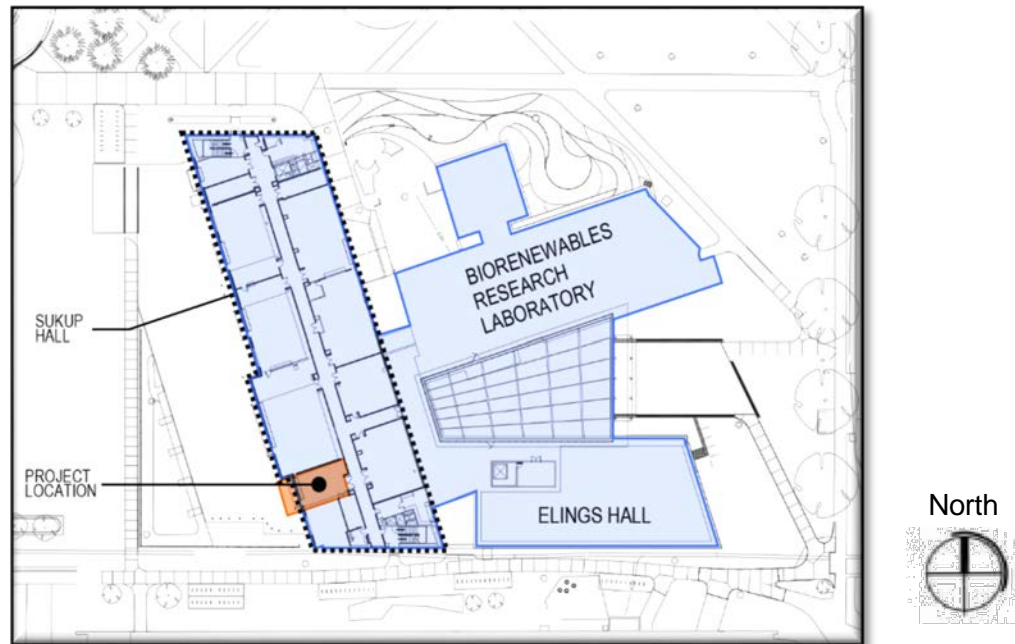 BIORENEWABLES
RESEARCH
LABORATORY
SUKUP
HALL
PROJECT
LOCATION
ELINGS HALL
North